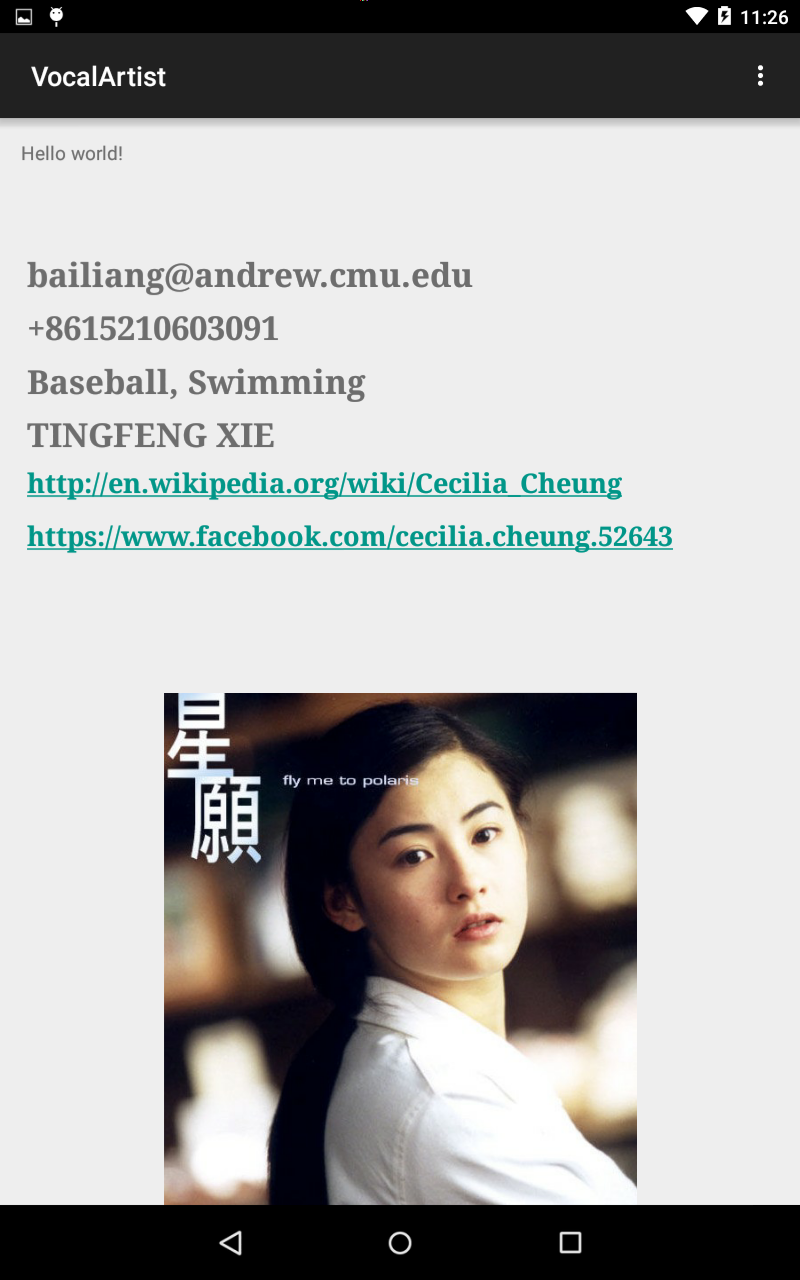 11:26
VocalArtist
Hello world!
bailiang@andrew.cmu.edu
+8615210603091
Baseball, Swimming
TINGFENG XIE
http://en.wikipedia.org/wiki/Cecilia_Cheung
https://www.facebook.com/cecilia.cheung.52643
星願
fly me to polaris